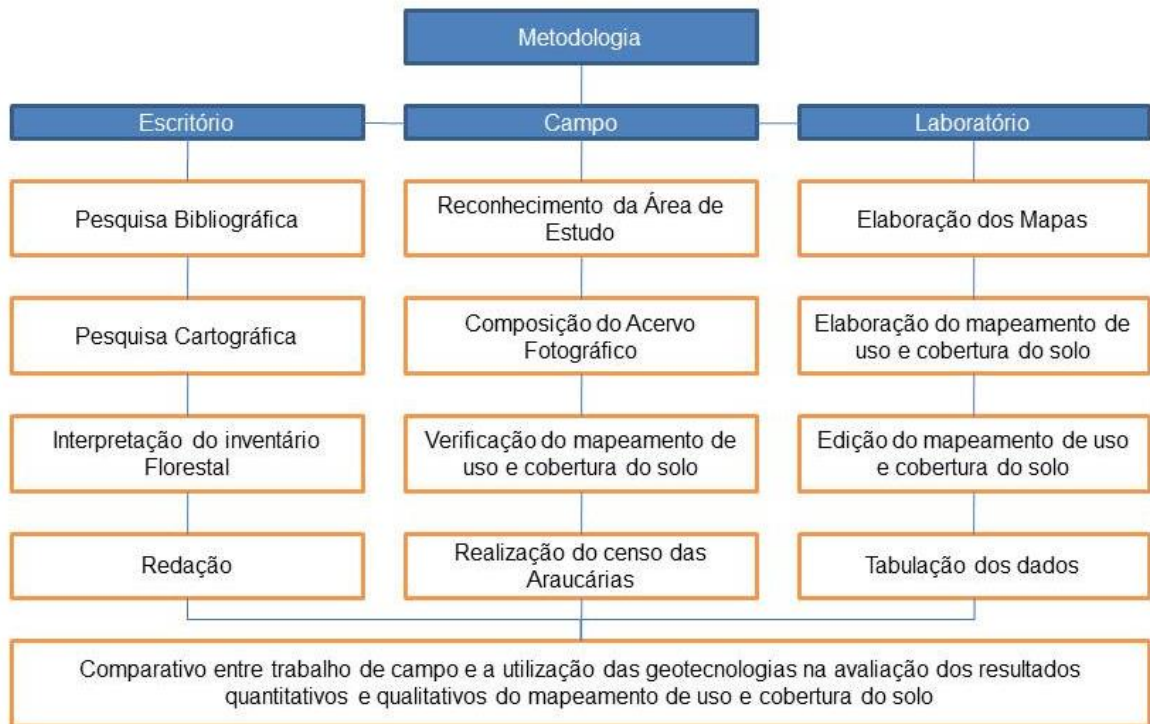 Metodologia
Escritório
Campo
Laboratório
Pesquisa Bibliográfica
Reconhecimento da Área de
Estudo
Elaboração dos Mapas
Pesquisa Cartográfica
Composição do Acervo
Fotográfico
Elaboração do mapeamento de
uso e cobertura do solo
Interpretação do inventário
Florestal
Verificação do mapeamento de
uso e cobertura do solo
Edição do mapeamento de uso
e cobertura do solo
Redação
Realização do censo das
Araucárias
Tabulação dos dados
Comparativo entre trabalho de campo e a utilização das geotecnologias na avaliação dos resultados
quantitativos e qualitativos do mapeamento de uso e cobertura do solo